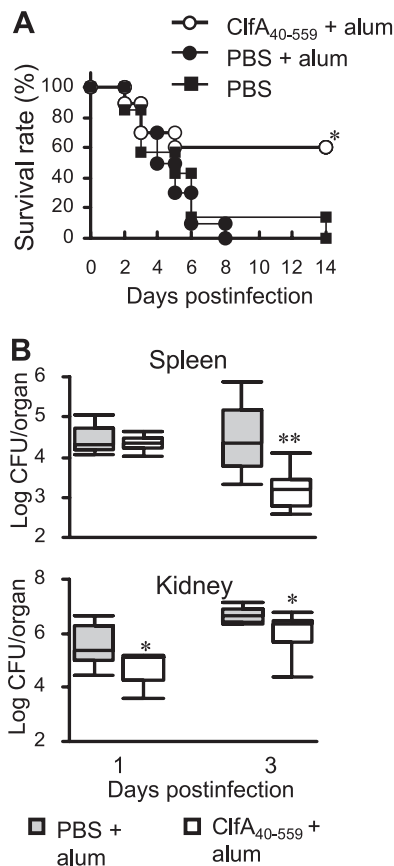 A
ClfA40-559 + alum
PBS + alum
PBS
Survival rate (%)
100
80
60
40
20
0
*
0 2 4 6 8 10 12 14
Days postinfection
B
Spleen
Log CFU/organ
6
5
4
3
2
**
Kidney
Log CFU/organ
8
6
4
2
*
*
1 3
Days postinfection
PBS + alum
ClfA40-559 + alum